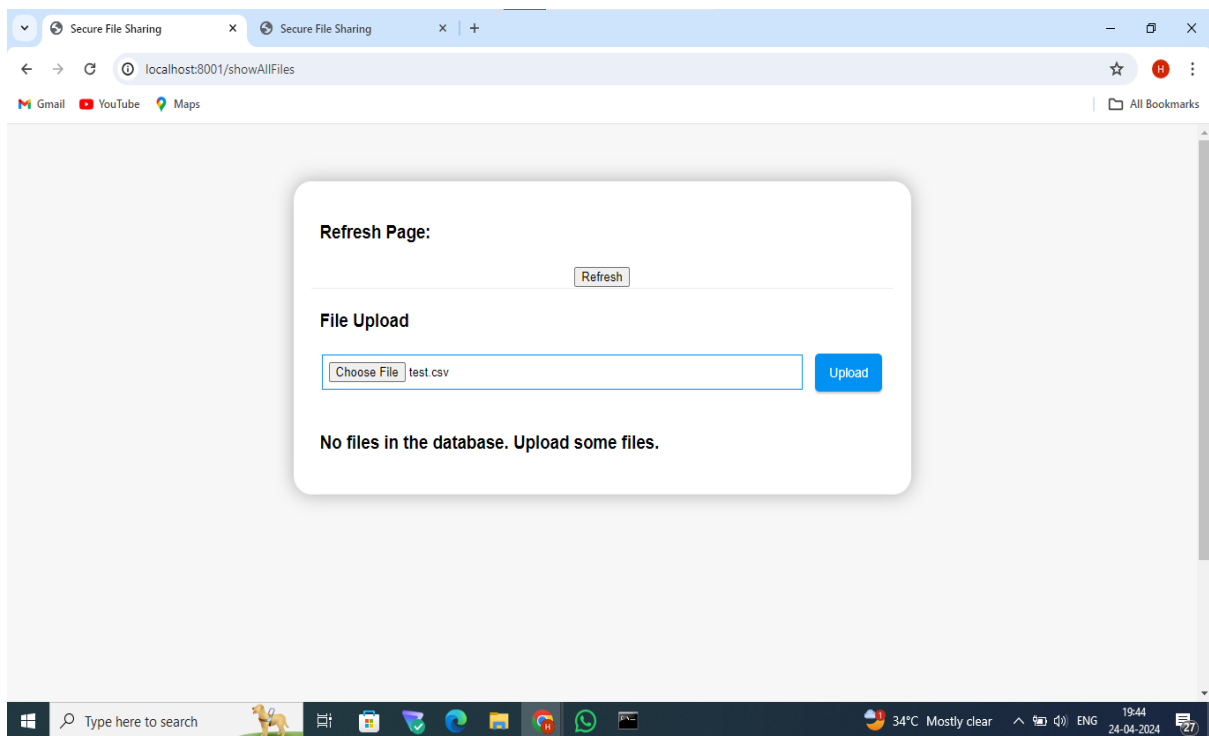 Secure File Sharing
Secure File Sharing
localhost:8001/showAllFiles
H
Gmail
YouTube
Maps
All Bookmarks
Refresh Page:
Refresh
File Upload
Choose File test.csv
Upload
No files in the database. Upload some files.
Type here to search
H
1
34°C Mostly clear
ENG
19:44
24-04-2024
27